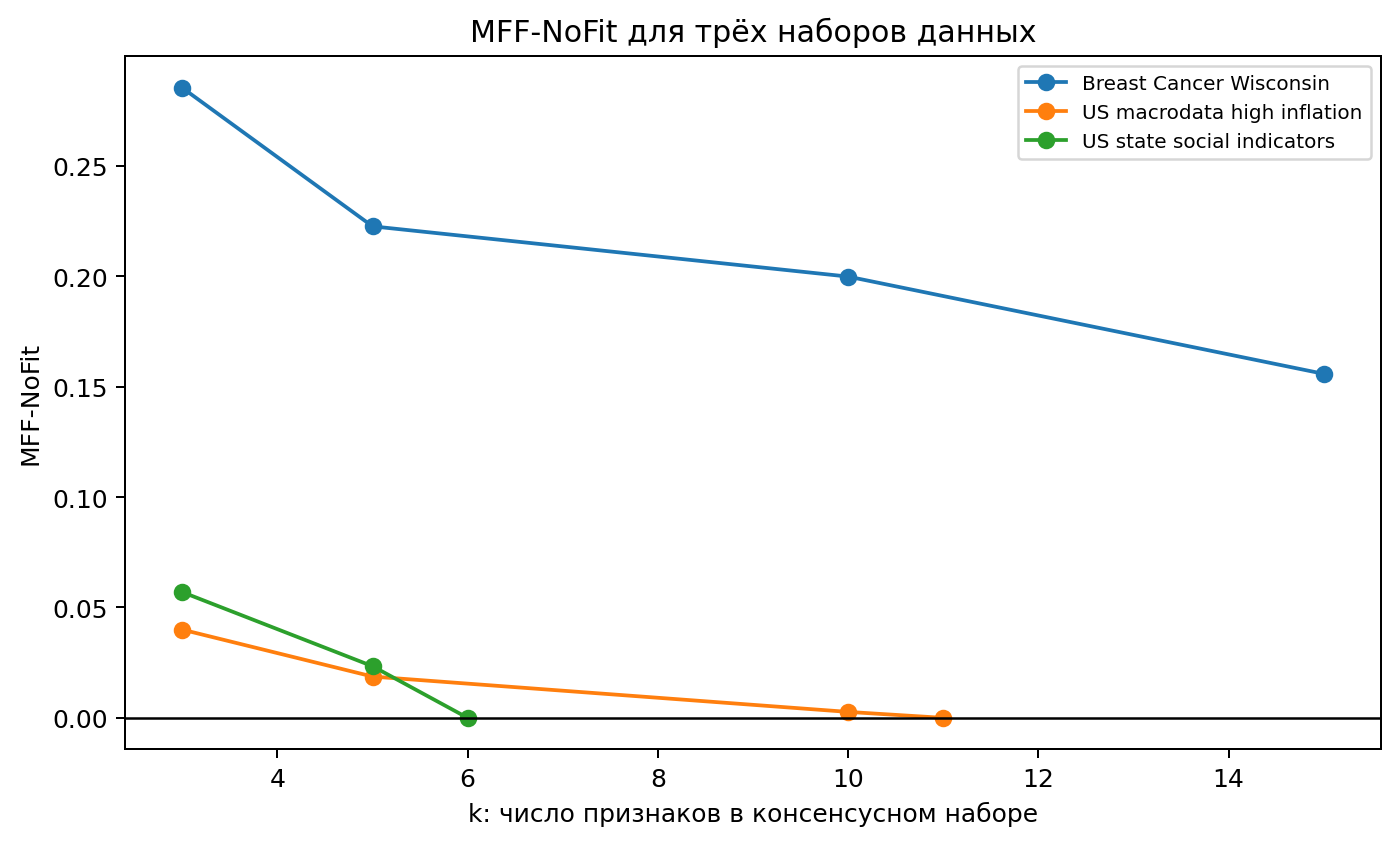 MFF-NoFit для трёх наборов данных
Breast Cancer Wisconsin
US macrodata high inflation
US state social indicators
MFF-NoFit
0.25
0.20
0.15
0.10
0.05
0.00
4 6 8 10 12 14
k: число признаков в консенсусном наборе